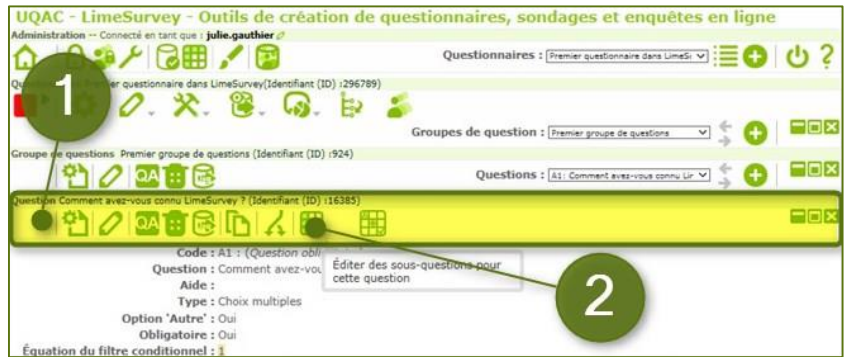 UQAC - LimeSurvey - Outils de création de questionnaires, sondages et enquêtes en ligne
Administration -- Connecté en tant que : julie.gauthier
Questionnaires : Premier questionnaire dans LimeS
?
1
Premier questionnaire dans LimeSurvey(Identifiant (ID) :296789)
Groupes de question : Premier groupe de questions
Groupe de questions Premier groupe de questions (Identifiant (ID) :924)
QA
Questions : A1: Comment avez-vous connu Lir
Question Comment avez-vous connu LimeSurvey ? (Identifiant (ID) :16385)
QA
Code : A1 : (Question obli
Question : Comment avez-vou
Éditer des sous-questions pour
cette question
2
Aide :
Type : Choix multiples
Option 'Autre' : Oui
Obligatoire : Oui
Équation du filtre conditionnel : 1